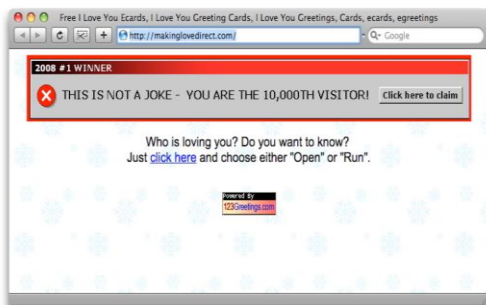 Free I Love You Ecards, I Love You Greeting Cards, I Love You Greetings, Cards, ecards, egreetings
http://makinglovedirect.com/
Google
2008 #1 WINNER
THIS IS NOT A JOKE - YOU ARE THE 10,000TH VISITOR! Click here to claim
Who is loving you? Do you want to know?
Just click here and choose either "Open" or "Run".
Powered By
123Greetings.com